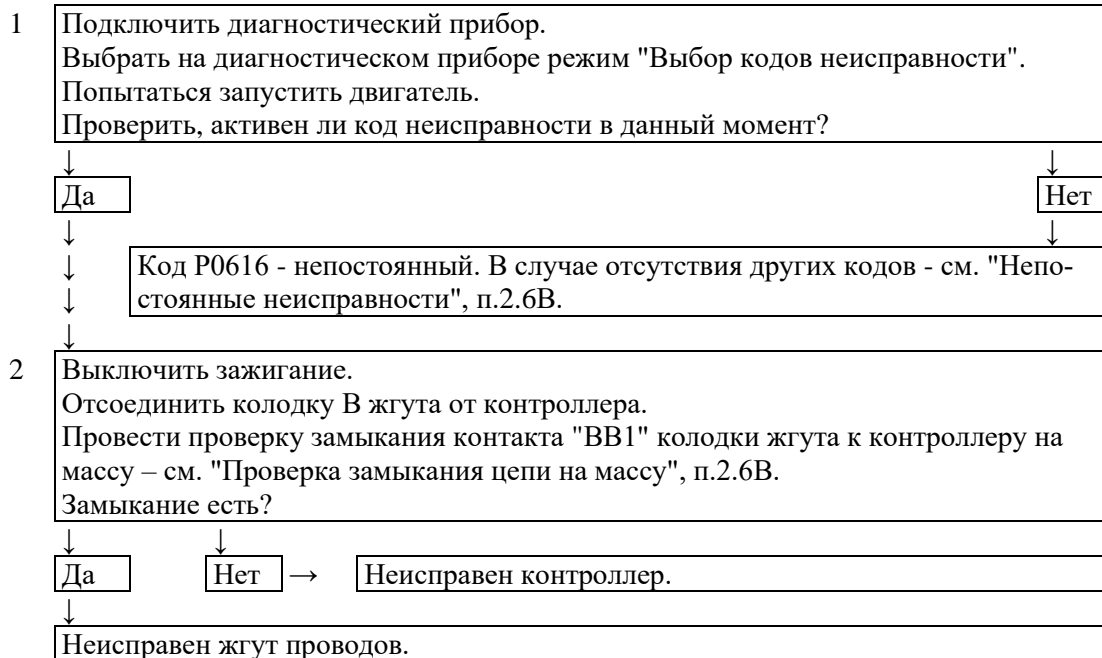 1 Подключить диагностический прибор.
Выбрать на диагностическом приборе режим "Выбор кодов неисправности".
Попытаться запустить двигатель.
Проверить, активен ли код неисправности в данный момент?
↓ ↓
Да Нет
↓ ↓
↓ Код Р0616 - непостоянный. В случае отсутствия других кодов - см. "Непо-
↓ стоянные неисправности", п.2.6В.
↓
2 Выключить зажигание.
Отсоединить колодку В жгута от контроллера.
Провести проверку замыкания контакта "ВВ1" колодки жгута к контроллеру на
массу – см. "Проверка замыкания цепи на массу", п.2.6В.
Замыкание есть?
↓ ↓
Да Нет → Неисправен контроллер.
↓
Неисправен жгут проводов.